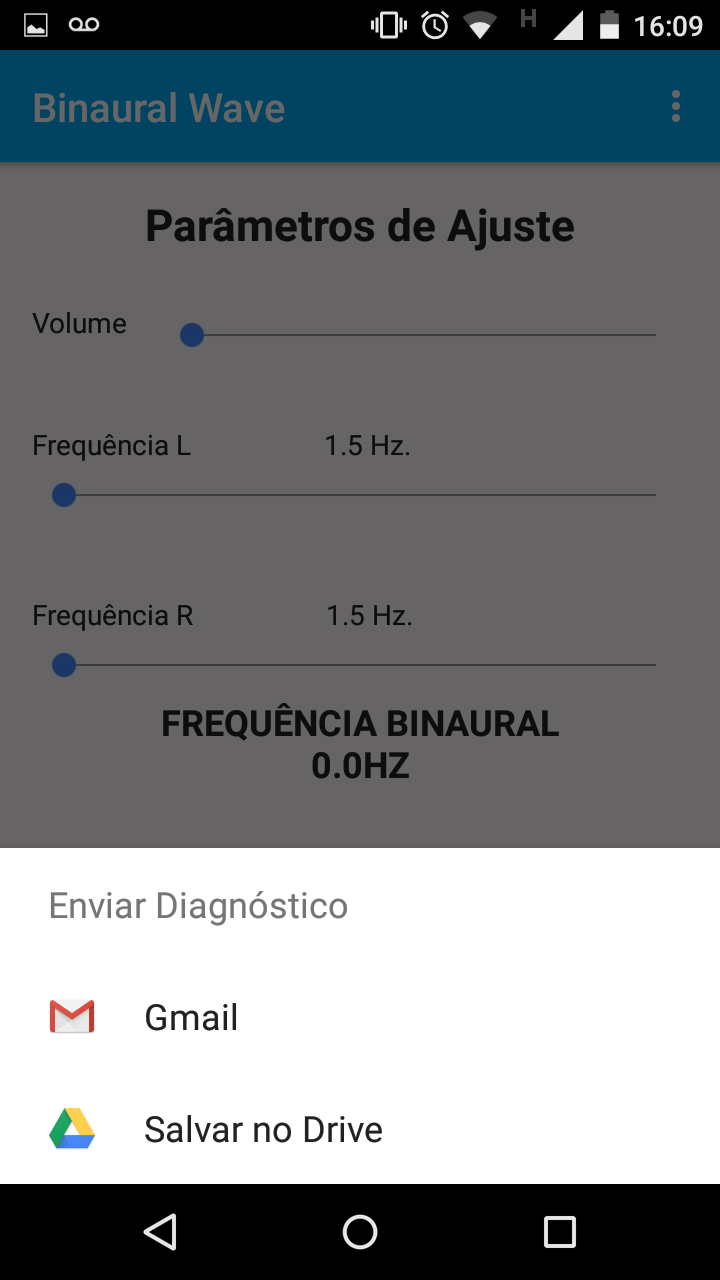 H 16:09
Binaural Wave
Parâmetros de Ajuste
Volume
Frequência L 1.5 Hz.
Frequência R 1.5 Hz.
FREQUÊNCIA BINAURAL
0.0HZ
Enviar Diagnóstico
Gmail
Salvar no Drive